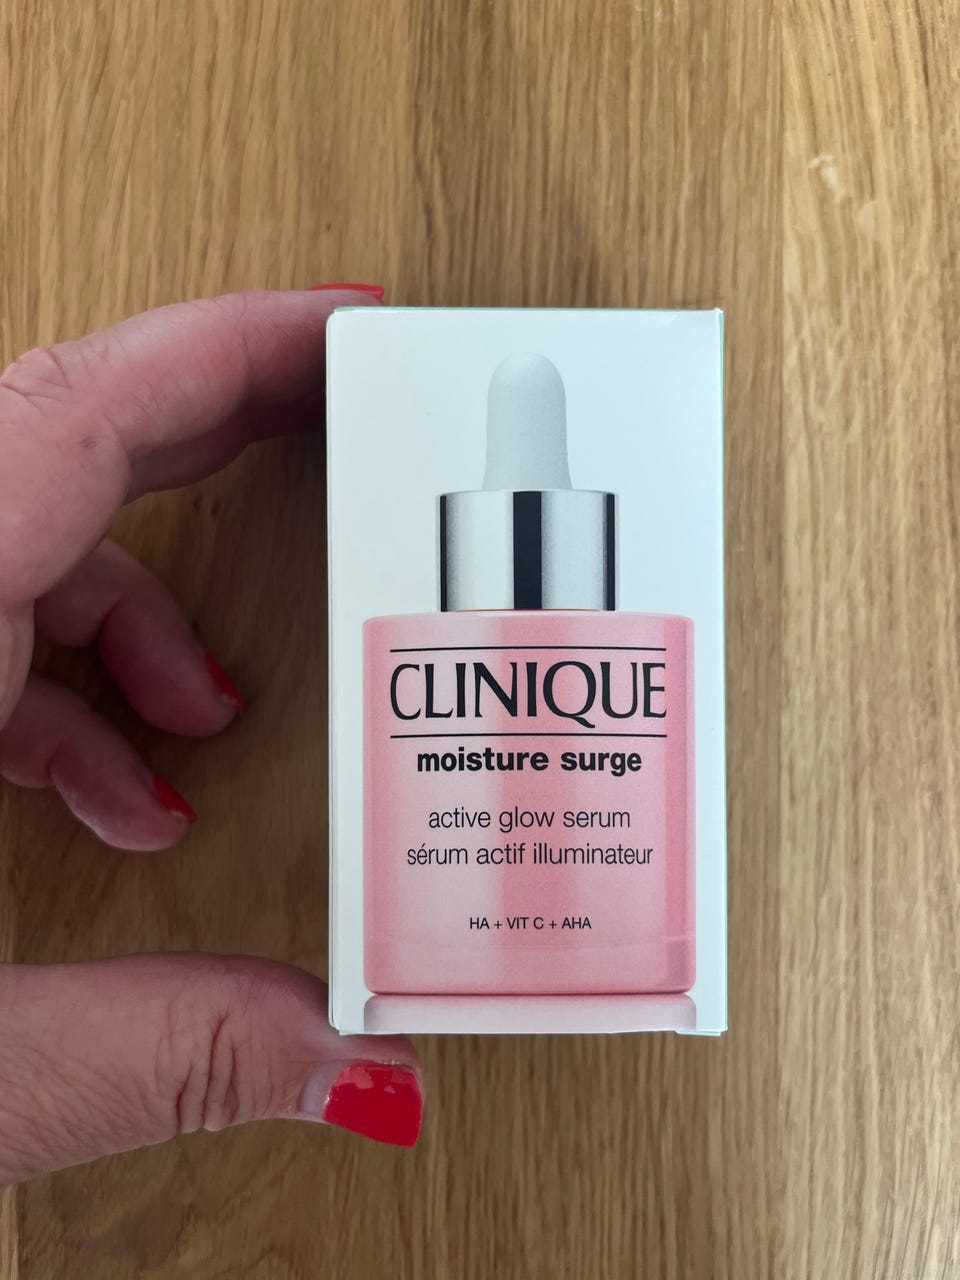 CLINIQUE
moisture surge
active glow serum
sérum actif illuminateur
HA + VIT C + AHA